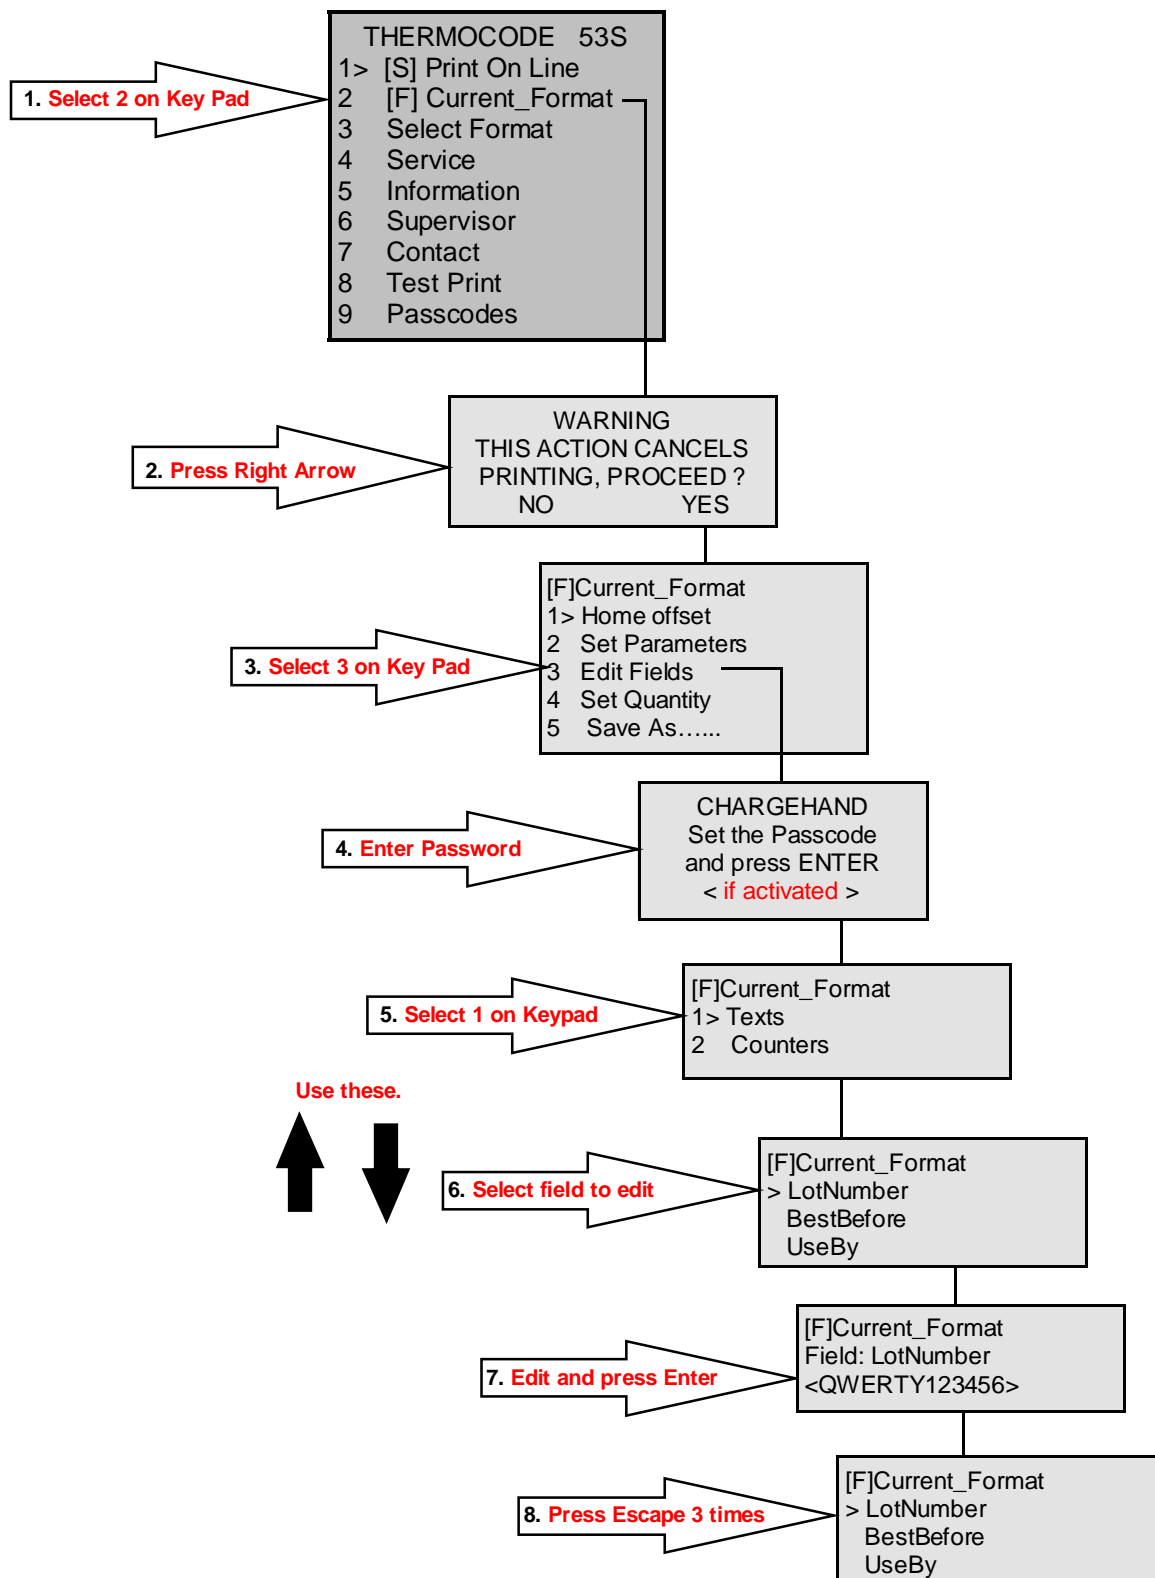 THERMOCODE 53S
1> [S] Print On Line
2 [F] Current_Format
3 Select Format
4 Service
5 Information
6 Supervisor
7 Contact
8 Test Print
9 Passcodes
1. Select 2 on Key Pad
WARNING
THIS ACTION CANCELS
PRINTING, PROCEED ?
NO YES
2. Press Right Arrow
[F]Current_Format
1> Home offset
2 Set Parameters
3 Edit Fields
4 Set Quantity
5 Save As…...
3. Select 3 on Key Pad
CHARGEHAND
Set the Passcode
and press ENTER
< if activated >
4. Enter Password
[F]Current_Format
1> Texts
2 Counters
5. Select 1 on Keypad
Use these.
[F]Current_Format
> LotNumber
BestBefore
UseBy
6. Select field to edit
[F]Current_Format
Field: LotNumber
<QWERTY123456>
7. Edit and press Enter
[F]Current_Format
> LotNumber
BestBefore
UseBy
8. Press Escape 3 times